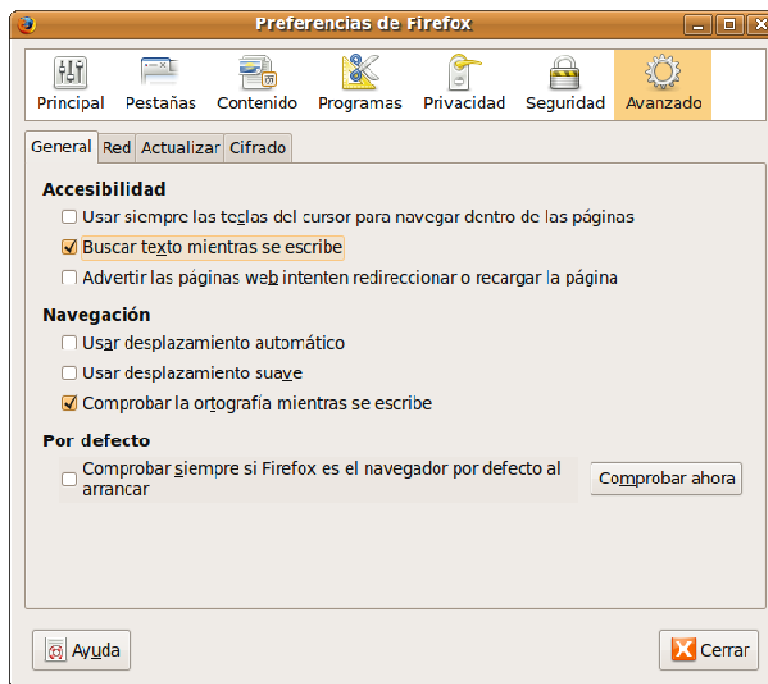 Preferencias de Firefox
Principal Pestañas Contenido Programas Privacidad Seguridad Avanzado
General Red Actualizar Cifrado
Accesibilidad
Usar siempre las teclas del cursor para navegar dentro de las páginas
Buscar texto mientras se escribe
Advertir las páginas web intenten redireccionar o recargar la página
Navegación
Usar desplazamiento automático
Usar desplazamiento suave
Comprobar la ortografía mientras se escribe
Por defecto
Comprobar siempre si Firefox es el navegador por defecto al
arrancar
Comprobar ahora
Ayuda
Cerrar